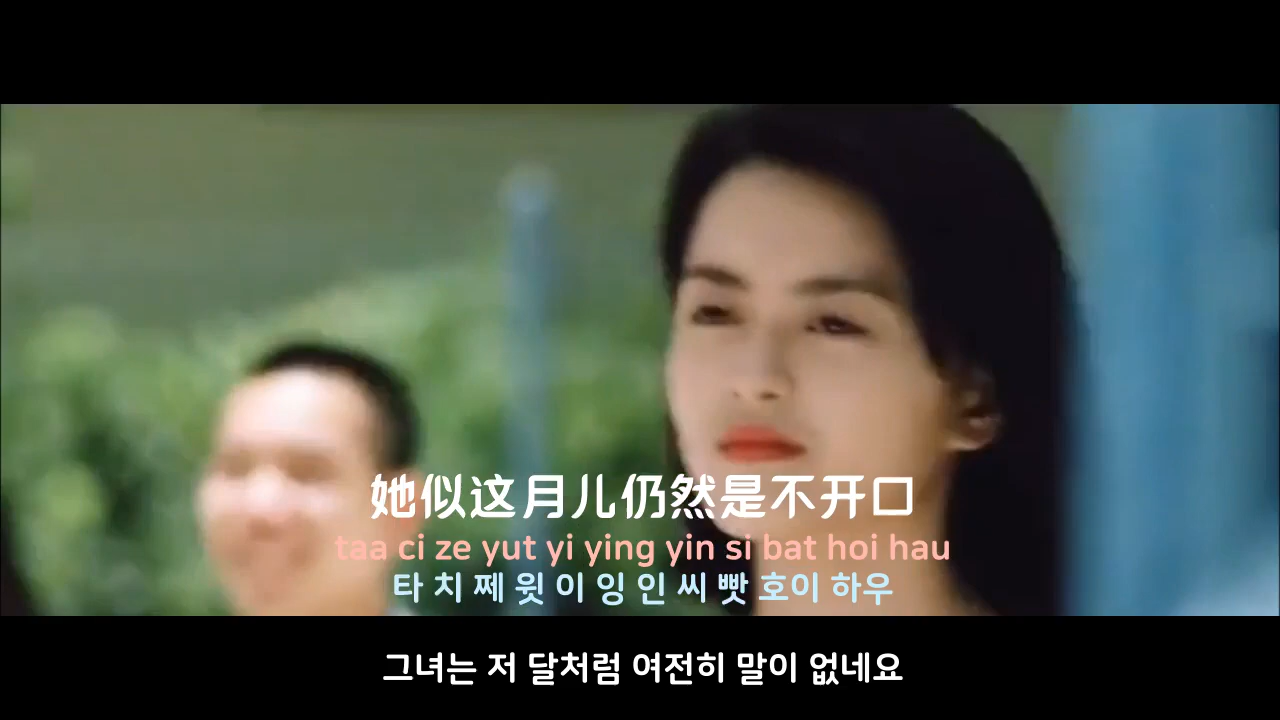 她似这月儿仍然是不开口
taa ci ze yut yi ying yin si bat hoi hau
타 치 쩨 윗 이 잉 인 씨 빳 호이 하우
그녀는 저 달처럼 여전히 말이 없네요